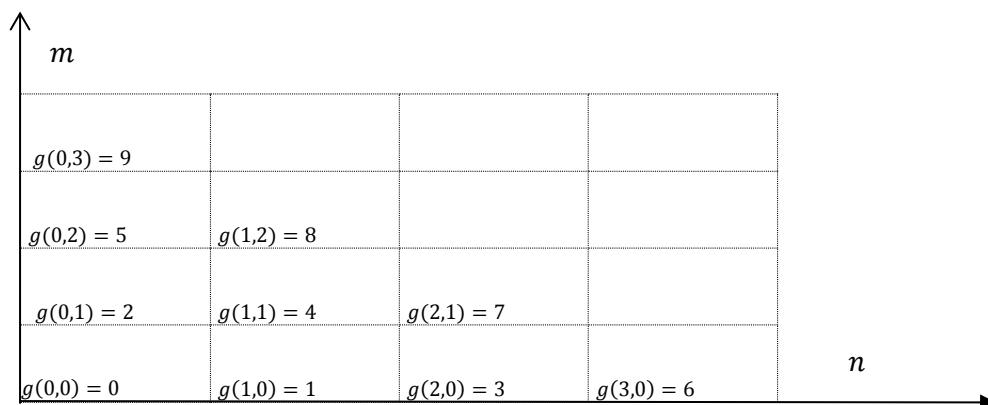 m
g(0,3) = 9
g(0,2) = 5 g(1,2) = 8
g(0,1) = 2 g(1,1) = 4 g(2,1) = 7
n
g(0,0) = 0 g(1,0) = 1 g(2,0) = 3 g(3,0) = 6